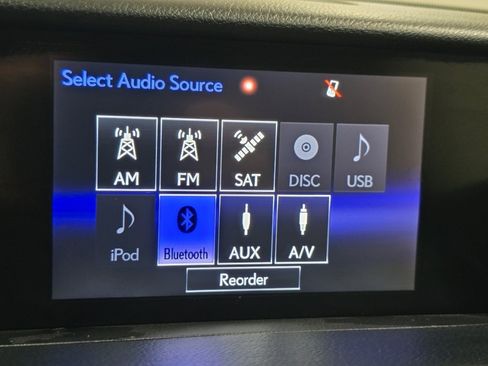 Select Audio Source
AM FM SAT DISC USB
iPod Bluetooth AUX A/V
Reorder